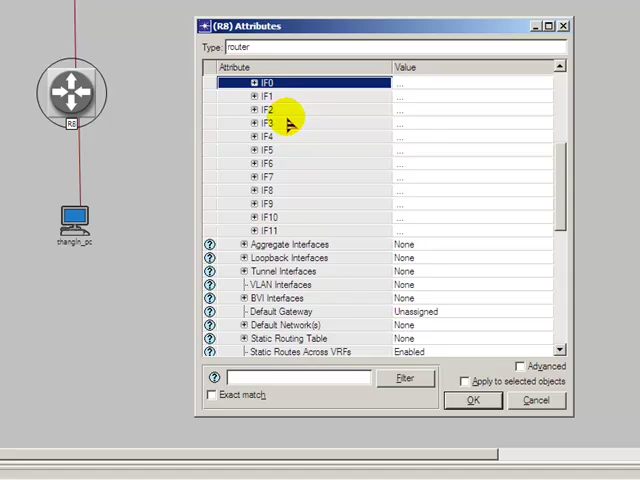 (R8) Attributes
Type: router
Attribute Value
IF0 ...
IF1 ...
IF2 ...
IF3 ...
IF4 ...
IF5 ...
IF6 ...
IF7 ...
IF8 ...
IF9 ...
IF10 ...
IF11 ...
Aggregate Interfaces None
Loopback Interfaces None
Tunnel Interfaces None
VLAN Interfaces None
BVI Interfaces None
Default Gateway Unassigned
Default Network(s) None
Static Routing Table None
Static Routes Across VRFs Enabled
Advanced
Filter
Apply to selected objects
Exact match
OK Cancel
R8
thangin_pc